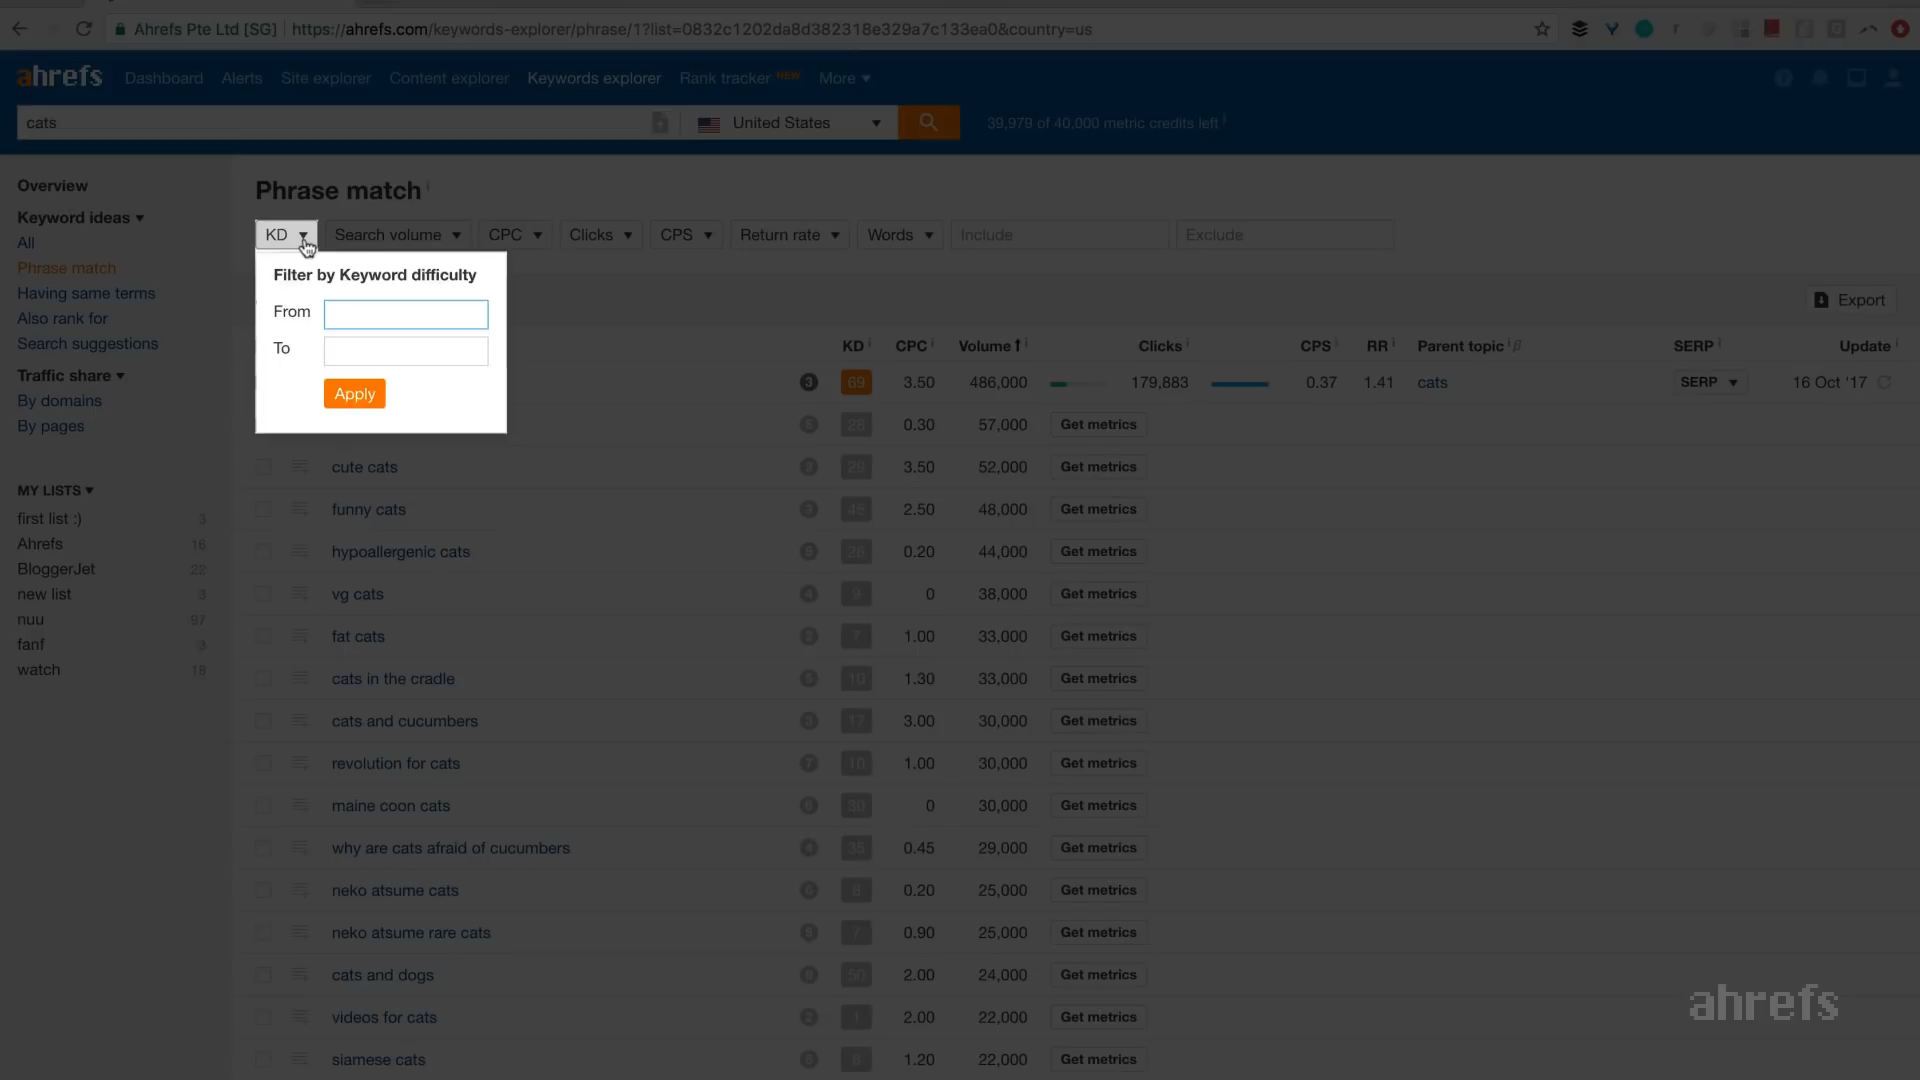 Ahrefs Pte Ltd [SG] https://ahrefs.com/keywords-explorer/phrase/1?list=0832c1202da8d382318e329a7c133ea0&country=us
ahrefs Dashboard Alerts Site explorer Content explorer Keywords explorer Rank tracker NEW More
cats United States 39,979 of 40,000 metric credits left
Overview
Keyword ideas
All
Phrase match
Having same terms
Also rank for
Search suggestions
Traffic share
By domains
By pages
MY LISTS
first list :) 3
Ahrefs 16
BloggerJet 22
new list 3
nuu 97
fanf 3
watch 18
Phrase match
KD Search volume CPC Clicks CPS Return rate Words Include Exclude
Filter by Keyword difficulty
From
To
Apply
Export
KD CPC Volume Clicks CPS RR Parent topic SERP Update
3 69 3.50 486,000 179,883 0.37 1.41 cats SERP 16 Oct '17
28 0.30 57,000 Get metrics
cute cats 29 3.50 52,000 Get metrics
funny cats 2.50 48,000 Get metrics
hypoallergenic cats 26 0.20 44,000 Get metrics
vg cats 9 0 38,000 Get metrics
fat cats 7 1.00 33,000 Get metrics
cats in the cradle 10 1.30 33,000 Get metrics
cats and cucumbers 17 3.00 30,000 Get metrics
revolution for cats 10 1.00 30,000 Get metrics
maine coon cats 30 0 30,000 Get metrics
why are cats afraid of cucumbers 35 0.45 29,000 Get metrics
neko atsume cats 0.20 25,000 Get metrics
neko atsume rare cats 7 0.90 25,000 Get metrics
cats and dogs 50 2.00 24,000 Get metrics
videos for cats 1 2.00 22,000 Get metrics
siamese cats 1.20 22,000 Get metrics
ahrefs